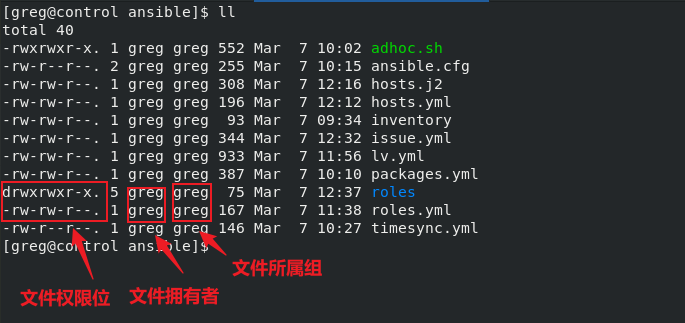 [greg@control ansible]$ ll
total 40
-rwxrwxr-x. 1 greg greg 552 Mar  7 10:02 adhoc.sh
-rw-r--r--. 2 greg greg 255 Mar  7 10:15 ansible.cfg
-rw-rw-r--. 1 greg greg 308 Mar  7 12:16 hosts.j2
-rw-rw-r--. 1 greg greg 196 Mar  7 12:12 hosts.yml
-rw-rw-r--. 1 greg greg  93 Mar  7 09:34 inventory
-rw-rw-r--. 1 greg greg 344 Mar  7 12:32 issue.yml
-rw-rw-r--. 1 greg greg 933 Mar  7 11:56 lv.yml
-rw-rw-r--. 1 greg greg 387 Mar  7 10:10 packages.yml
drwxrwxr-x. 5 greg greg  75 Mar  7 12:37 roles
-rw-rw-r--. 1 greg greg 167 Mar  7 11:38 roles.yml
-rw-r--r--. 1 greg greg 146 Mar  7 10:27 timesync.yml
[greg@control ansible]$
文件所属组
文件权限位 文件拥有者